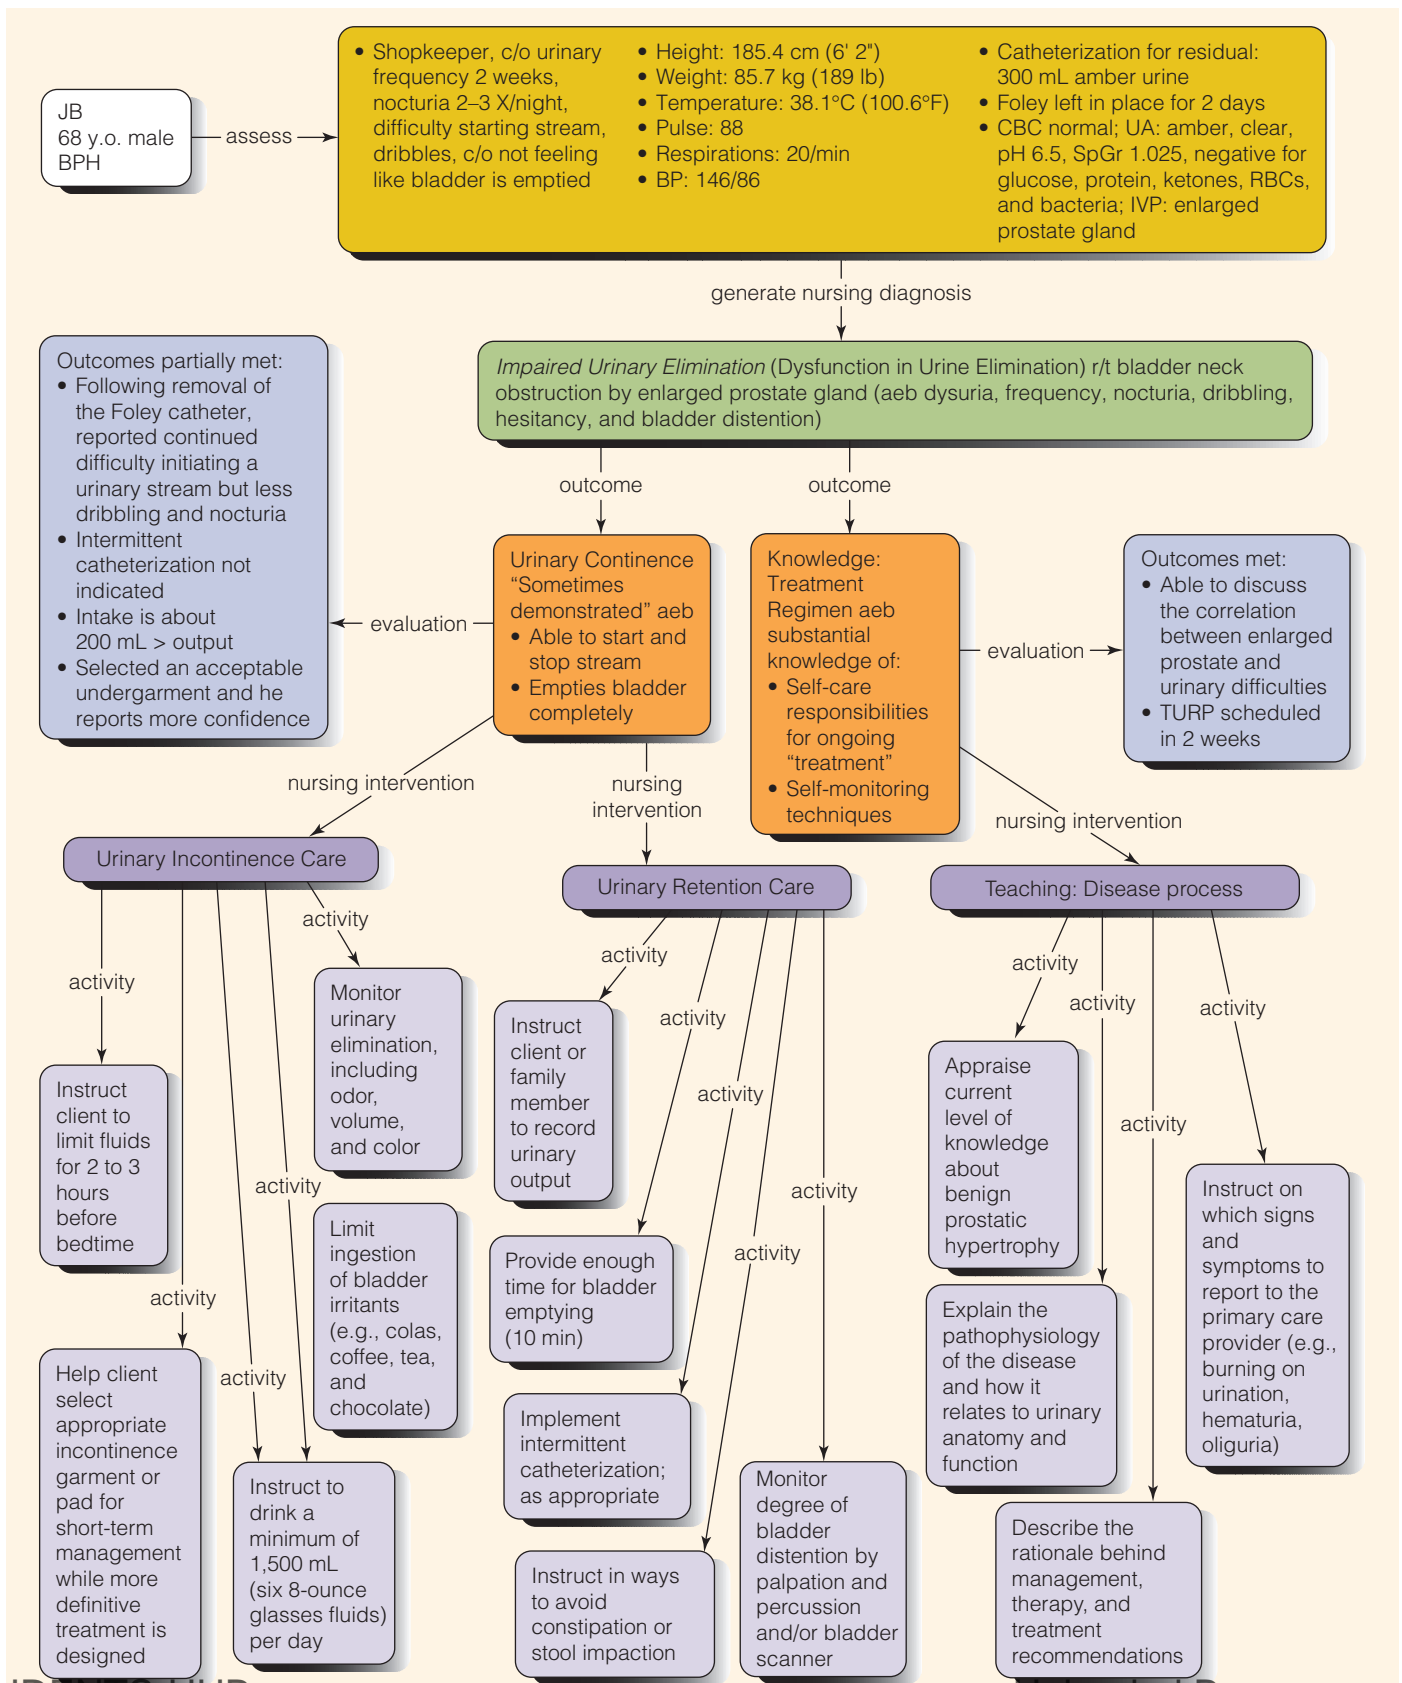 JB
68 y.o. male
BPH
assess
• Shopkeeper, c/o urinary
frequency 2 weeks,
nocturia 2–3 X/night,
difficulty starting stream,
dribbles, c/o not feeling
like bladder is emptied
• Height: 185.4 cm (6' 2")
• Weight: 85.7 kg (189 lb)
• Temperature: 38.1°C (100.6°F)
• Pulse: 88
• Respirations: 20/min
• BP: 146/86
• Catheterization for residual:
300 mL amber urine
• Foley left in place for 2 days
• CBC normal; UA: amber, clear,
pH 6.5, SpGr 1.025, negative for
glucose, protein, ketones, RBCs,
and bacteria; IVP: enlarged
prostate gland
generate nursing diagnosis
Impaired Urinary Elimination (Dysfunction in Urine Elimination) r/t bladder neck
obstruction by enlarged prostate gland (aeb dysuria, frequency, nocturia, dribbling,
hesitancy, and bladder distention)
Outcomes partially met:
• Following removal of
the Foley catheter,
reported continued
difficulty initiating a
urinary stream but less
dribbling and nocturia
• Intermittent
catheterization not
indicated
• Intake is about
200 mL > output
• Selected an acceptable
undergarment and he
reports more confidence
evaluation
outcome
Urinary Continence
“Sometimes
demonstrated” aeb
• Able to start and
stop stream
• Empties bladder
completely
outcome
Knowledge:
Treatment
Regimen aeb
substantial
knowledge of:
• Self-care
responsibilities
for ongoing
“treatment”
• Self-monitoring
techniques
evaluation
Outcomes met:
• Able to discuss
the correlation
between enlarged
prostate and
urinary difficulties
• TURP scheduled
in 2 weeks
nursing intervention
nursing
intervention
nursing intervention
Urinary Incontinence Care
activity
Instruct
client to
limit fluids
for 2 to 3
hours
before
bedtime
activity
Help client
select
appropriate
incontinence
garment or
pad for
short-term
management
while more
definitive
treatment is
designed
activity
Instruct to
drink a
minimum of
1,500 mL
(six 8-ounce
glasses fluids)
per day
activity
Limit
ingestion
of bladder
irritants
(e.g., colas,
coffee, tea,
and
chocolate)
activity
Monitor
urinary
elimination,
including
odor,
volume,
and color
Urinary Retention Care
activity
Instruct
client or
family
member
to record
urinary
output
activity
Provide enough
time for bladder
emptying
(10 min)
activity
Implement
intermittent
catheterization;
as appropriate
activity
Instruct in ways
to avoid
constipation or
stool impaction
activity
Monitor
degree of
bladder
distention by
palpation and
percussion
and/or bladder
scanner
Teaching: Disease process
activity
Appraise
current
level of
knowledge
about
benign
prostatic
hypertrophy
activity
Explain the
pathophysiology
of the disease
and how it
relates to urinary
anatomy and
function
activity
Describe the
rationale behind
management,
therapy, and
treatment
recommendations
activity
Instruct on
which signs
and
symptoms to
report to the
primary care
provider (e.g.,
burning on
urination,
hematuria,
oliguria)